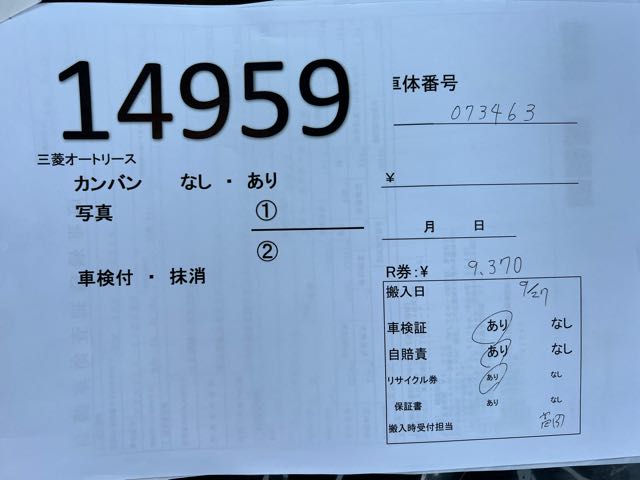 14959
三菱オートリース
カンバン なし ・ あり
写真 ①
②
車検付 ・ 抹消
車体番号
073463
¥
月 日
R券:¥ 9.370
搬入日 9/27
車検証 あり なし
自賠責 あり なし
リサイクル券 あり なし
保証書 あり なし
搬入時受付担当